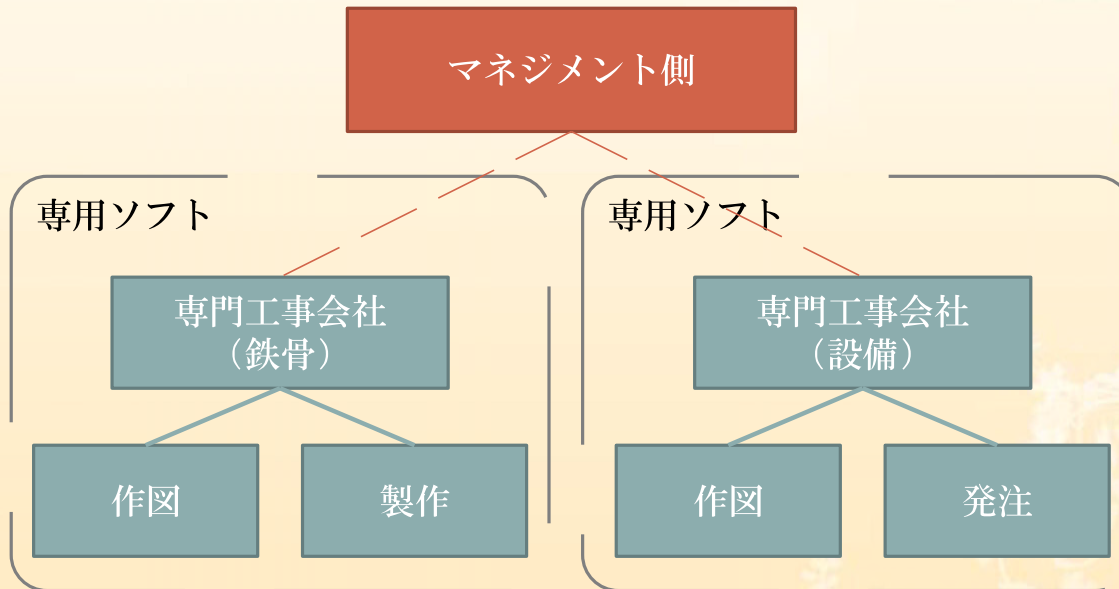 マネジメント側
専用ソフト
専門工事会社
（鉄骨）
作図
製作
専用ソフト
専門工事会社
（設備）
作図
発注